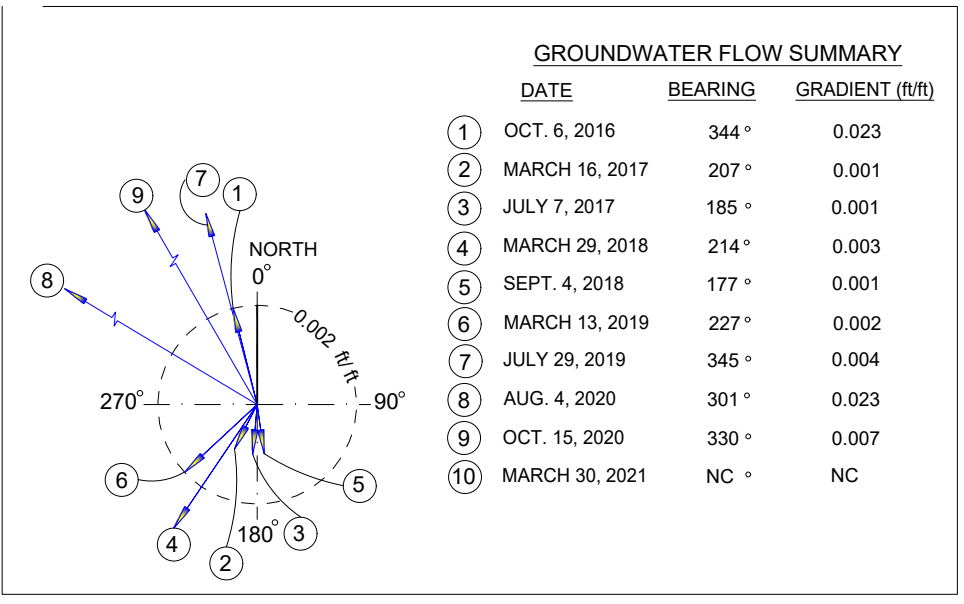 GROUNDWATER FLOW SUMMARY
DATE BEARING GRADIENT (ft/ft)
1 OCT. 6, 2016 344° 0.023
2 MARCH 16, 2017 207° 0.001
3 JULY 7, 2017 185° 0.001
4 MARCH 29, 2018 214° 0.003
5 SEPT. 4, 2018 177° 0.001
6 MARCH 13, 2019 227° 0.002
7 JULY 29, 2019 345° 0.004
8 AUG. 4, 2020 301° 0.023
9 OCT. 15, 2020 330° 0.007
10 MARCH 30, 2021 NC° NC
7
9
1
NORTH
8
0°
0.002 ft/ft
270°
90°
6
5
180°
4
3
2